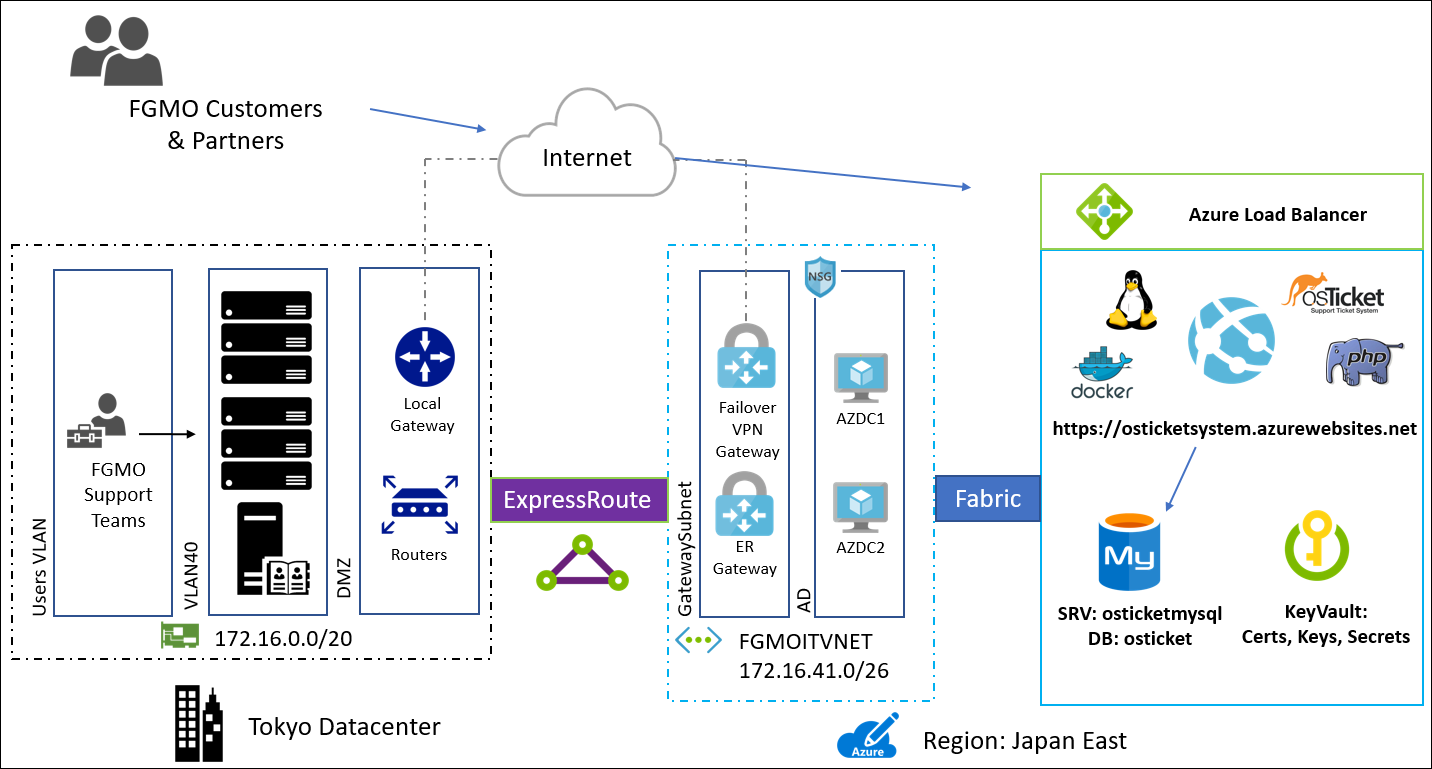 FGMO Customers
& Partners
Internet
Azure Load Balancer
NSG
osTicket
Support Ticket System
docker
php
https://osticketsystem.azurewebsites.net
Local
Gateway
Failover
VPN
Gateway
AZDC1
FGMO
Support
Teams
Routers
ExpressRoute
ER
Gateway
AZDC2
Fabric
My
Users VLAN
VLAN40
DMZ
GatewaySubnet
AD
SRV: osticketmysql
DB: osticket
KeyVault:
Certs, Keys, Secrets
172.16.0.0/20
FGMOITVNET
172.16.41.0/26
Tokyo Datacenter
Azure
Region: Japan East